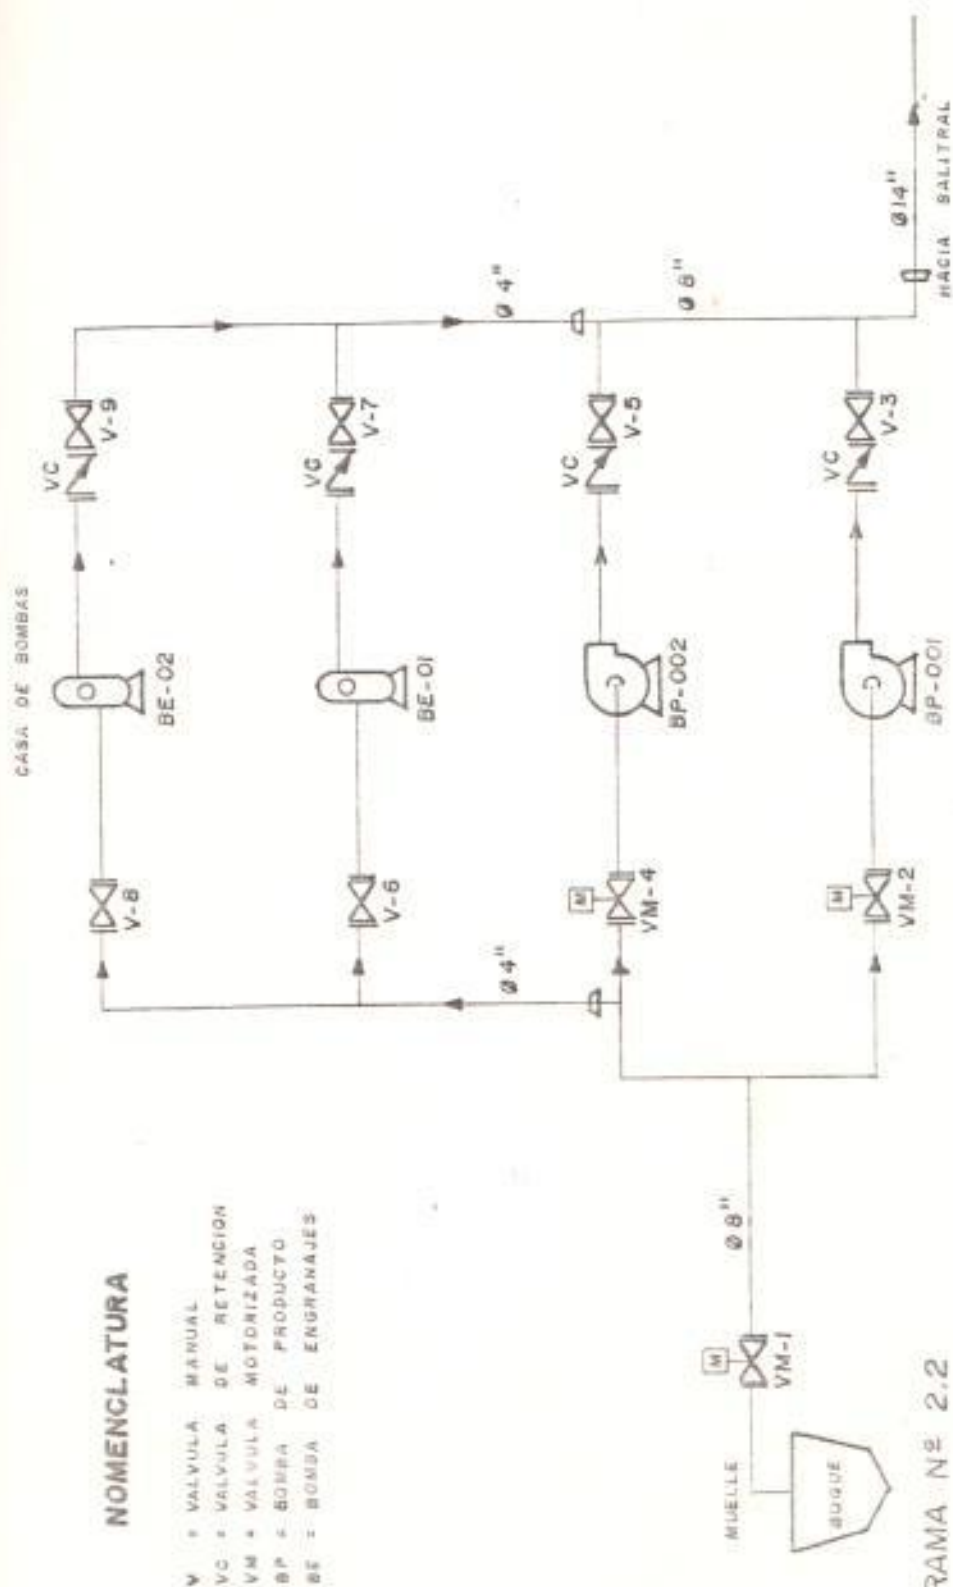 CASA DE BOMBAS
NOMENCLATURA
V = VALVULA MANUAL
VC = VALVULA DE RETENCION
VM = VALVULA MOTORIZADA
BP = BOMBA DE PRODUCTO
BE = BOMBA DE ENGRANAJES
V-8
BE-02
VC
V-9
V-6
BE-01
VC
V-7
Ø 4"
Ø 4"
M
VM-4
BP-002
VC
V-5
Ø 8"
M
VM-2
BP-001
VC
V-3
Ø14"
HACIA SALITRAL
Ø 8"
M
VM-1
MUELLE
BUQUE
RAMA Nº 2.2